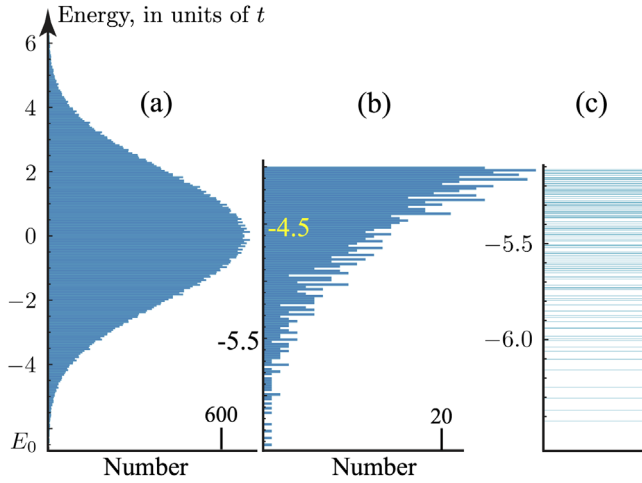 Energy, in units of t
6
4
2
0
−2
−4
E₀
(a)
600
Number
(b)
-4.5
-5.5
20
Number
(c)
−5.5
−6.0